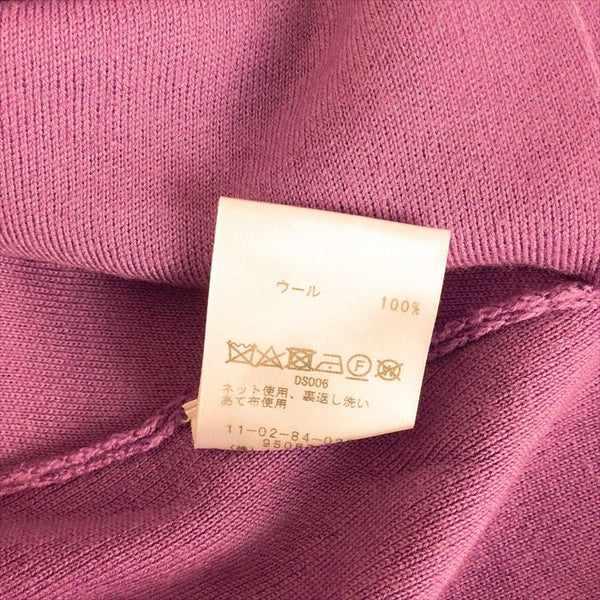 ウール 100%
F
DS006
ネット使用、裏返し洗い
あて布使用
11-02-84-02